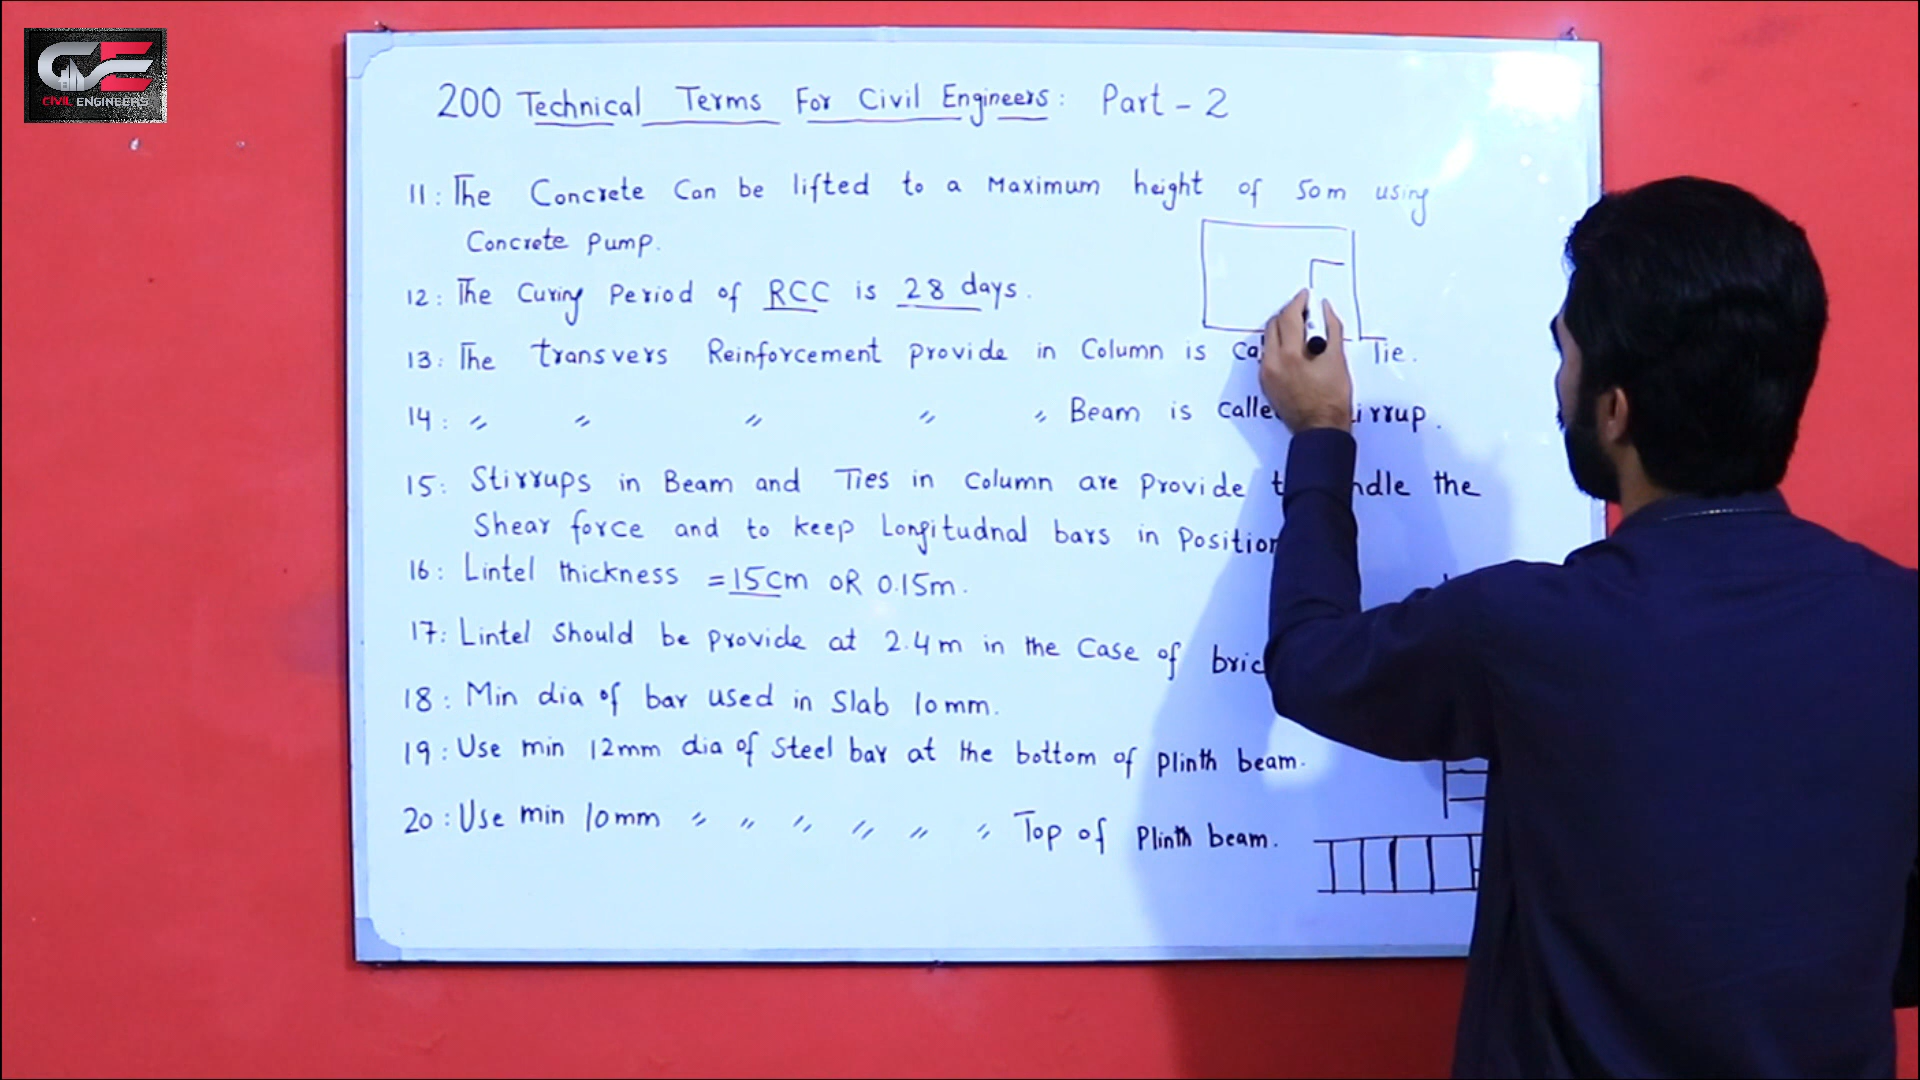 CIVIL ENGINEERS
200 Technical Terms For Civil Engineers: Part - 2
11: The Concrete Can be lifted to a Maximum height of 50m using
Concrete pump.
12: The Curing Period of RCC is 28 days.
13: The transvers Reinforcement provide in Column is Tie.
14: 〃 〃 〃 〃 〃 Beam is Called
15: Stirrups in Beam and Ties in Column are provide the
Shear force and to keep Longitudnal bars in Position
16: Lintel thickness = 15cm OR 0.15m.
17: Lintel Should be provide at 2.4m in the Case of
18: Min dia of bar used in Slab 10mm.
19: Use min 12mm dia of Steel bar at the bottom of plinth beam.
20: Use min 10mm 〃 〃 〃 〃 〃 〃 Top of Plinth beam.